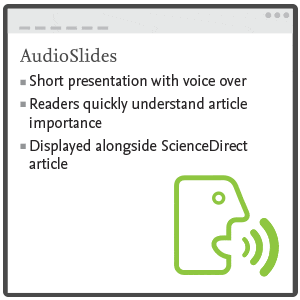 AudioSlides
Short presentation with voice over
Readers quickly understand article
importance
Displayed alongside ScienceDirect
article